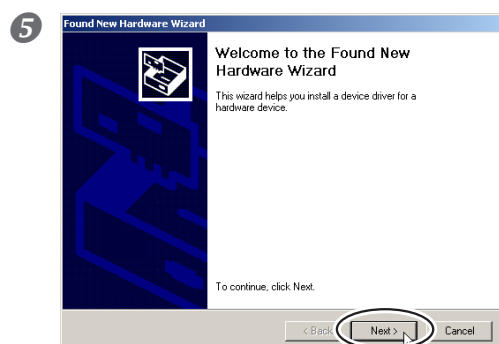 5
Found New Hardware Wizard
Welcome to the Found New
Hardware Wizard
This wizard helps you install a device driver for a
hardware device.
To continue, click Next.
< Back Next > Cancel